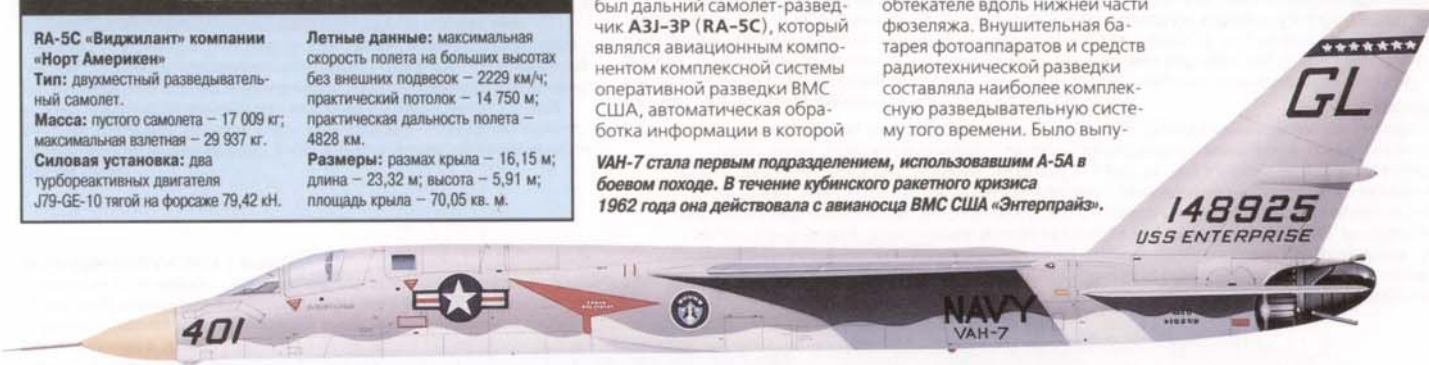 RA-5C «Виджилант» компании
«Норт Америкен»
Тип: двухместный разведыватель-
ный самолет.
Масса: пустого самолета – 17 009 кг;
максимальная взлетная – 29 937 кг.
Силовая установка: два
турбореактивных двигателя
J79-GE-10 тягой на форсаже 79,42 кН.
Летные данные: максимальная
скорость полета на больших высотах
без внешних подвесок – 2229 км/ч;
практический потолок – 14 750 м;
практическая дальность полета –
4828 км.
Размеры: размах крыла – 16,15 м;
длина – 23,32 м; высота – 5,91 м;
площадь крыла – 70,05 кв. м.
был дальний самолет-развед-
чик A3J-3P (RA-5C), который
являлся авиационным компо-
нентом комплексной системы
оперативной разведки ВМС
США, автоматическая обра-
ботка информации в которой
обтекателе вдоль нижней части
фюзеляжа. Внушительная ба-
тарея фотоаппаратов и средств
радиотехнической разведки
составляла наиболее комплек-
сную разведывательную систе-
му того времени. Было выпу-
VAH-7 стала первым подразделением, использовавшим A-5A в
боевом походе. В течение кубинского ракетного кризиса
1962 года она действовала с авианосца ВМС США «Энтерпрайз».
GL
148925
USS ENTERPRISE
401
NAVY
VAH-7